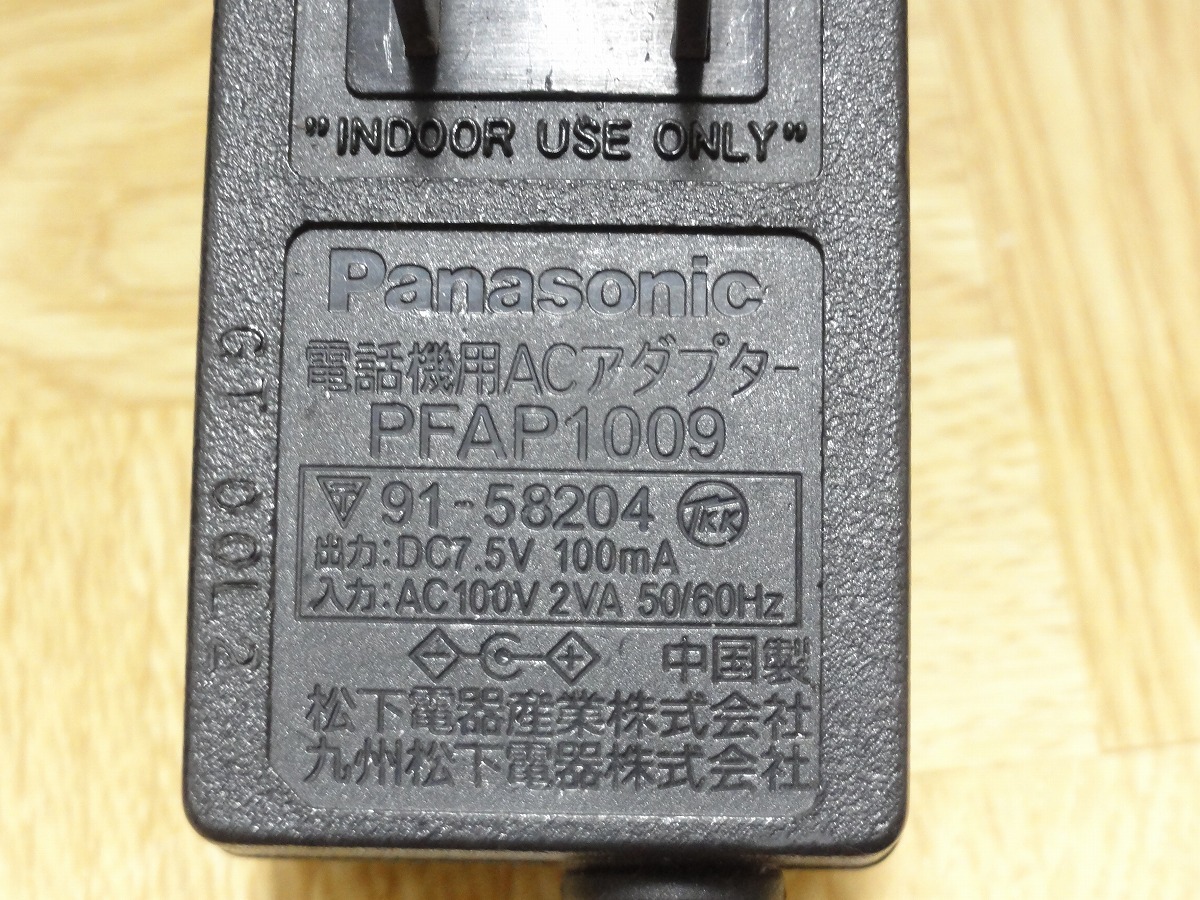 "INDOOR USE ONLY"
Panasonic
電話機用ACアダプター
PFAP1009
T 91-58204 TKK
出力:DC7.5V 100mA
入力:AC100V 2VA 50/60Hz
中国製
松下電器産業株式会社
九州松下電器株式会社
GT 00L2